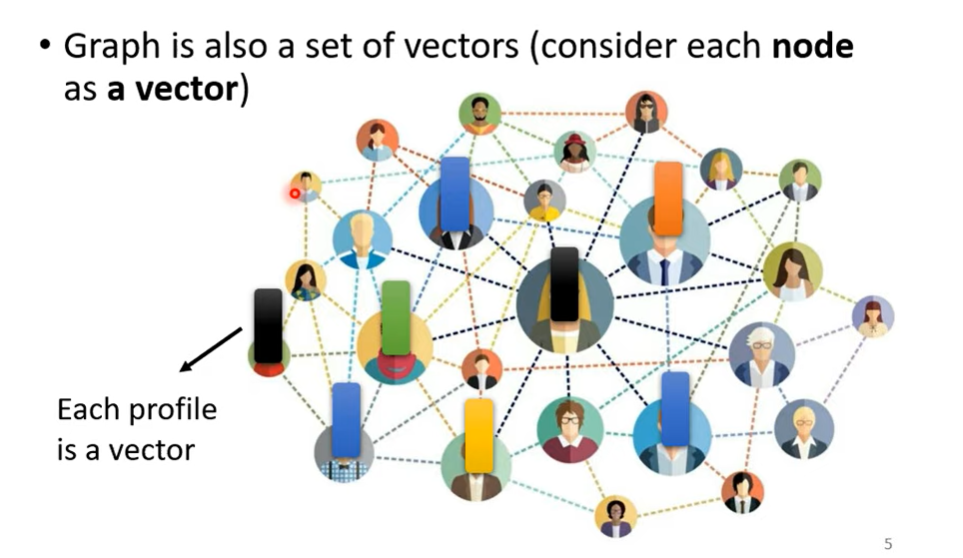 • Graph is also a set of vectors (consider each node
as a vector)
Each profile
is a vector
5